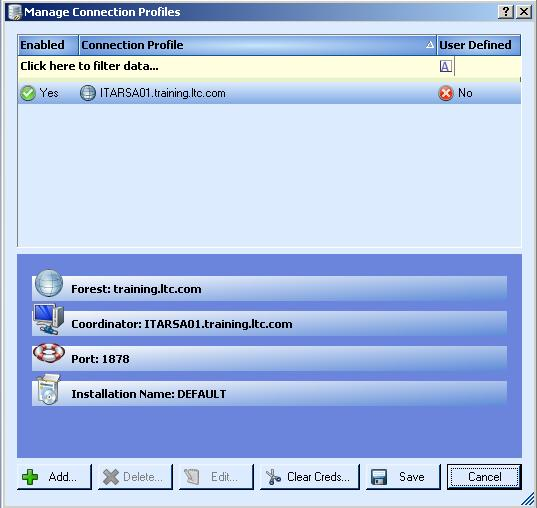 Manage Connection Profiles
Enabled Connection Profile User Defined
Click here to filter data... A
Yes ITARSA01.training.ltc.com No
Forest: training.ltc.com
Coordinator: ITARSA01.training.ltc.com
Port: 1878
Installation Name: DEFAULT
Add... Delete... Edit... Clear Creds... Save Cancel